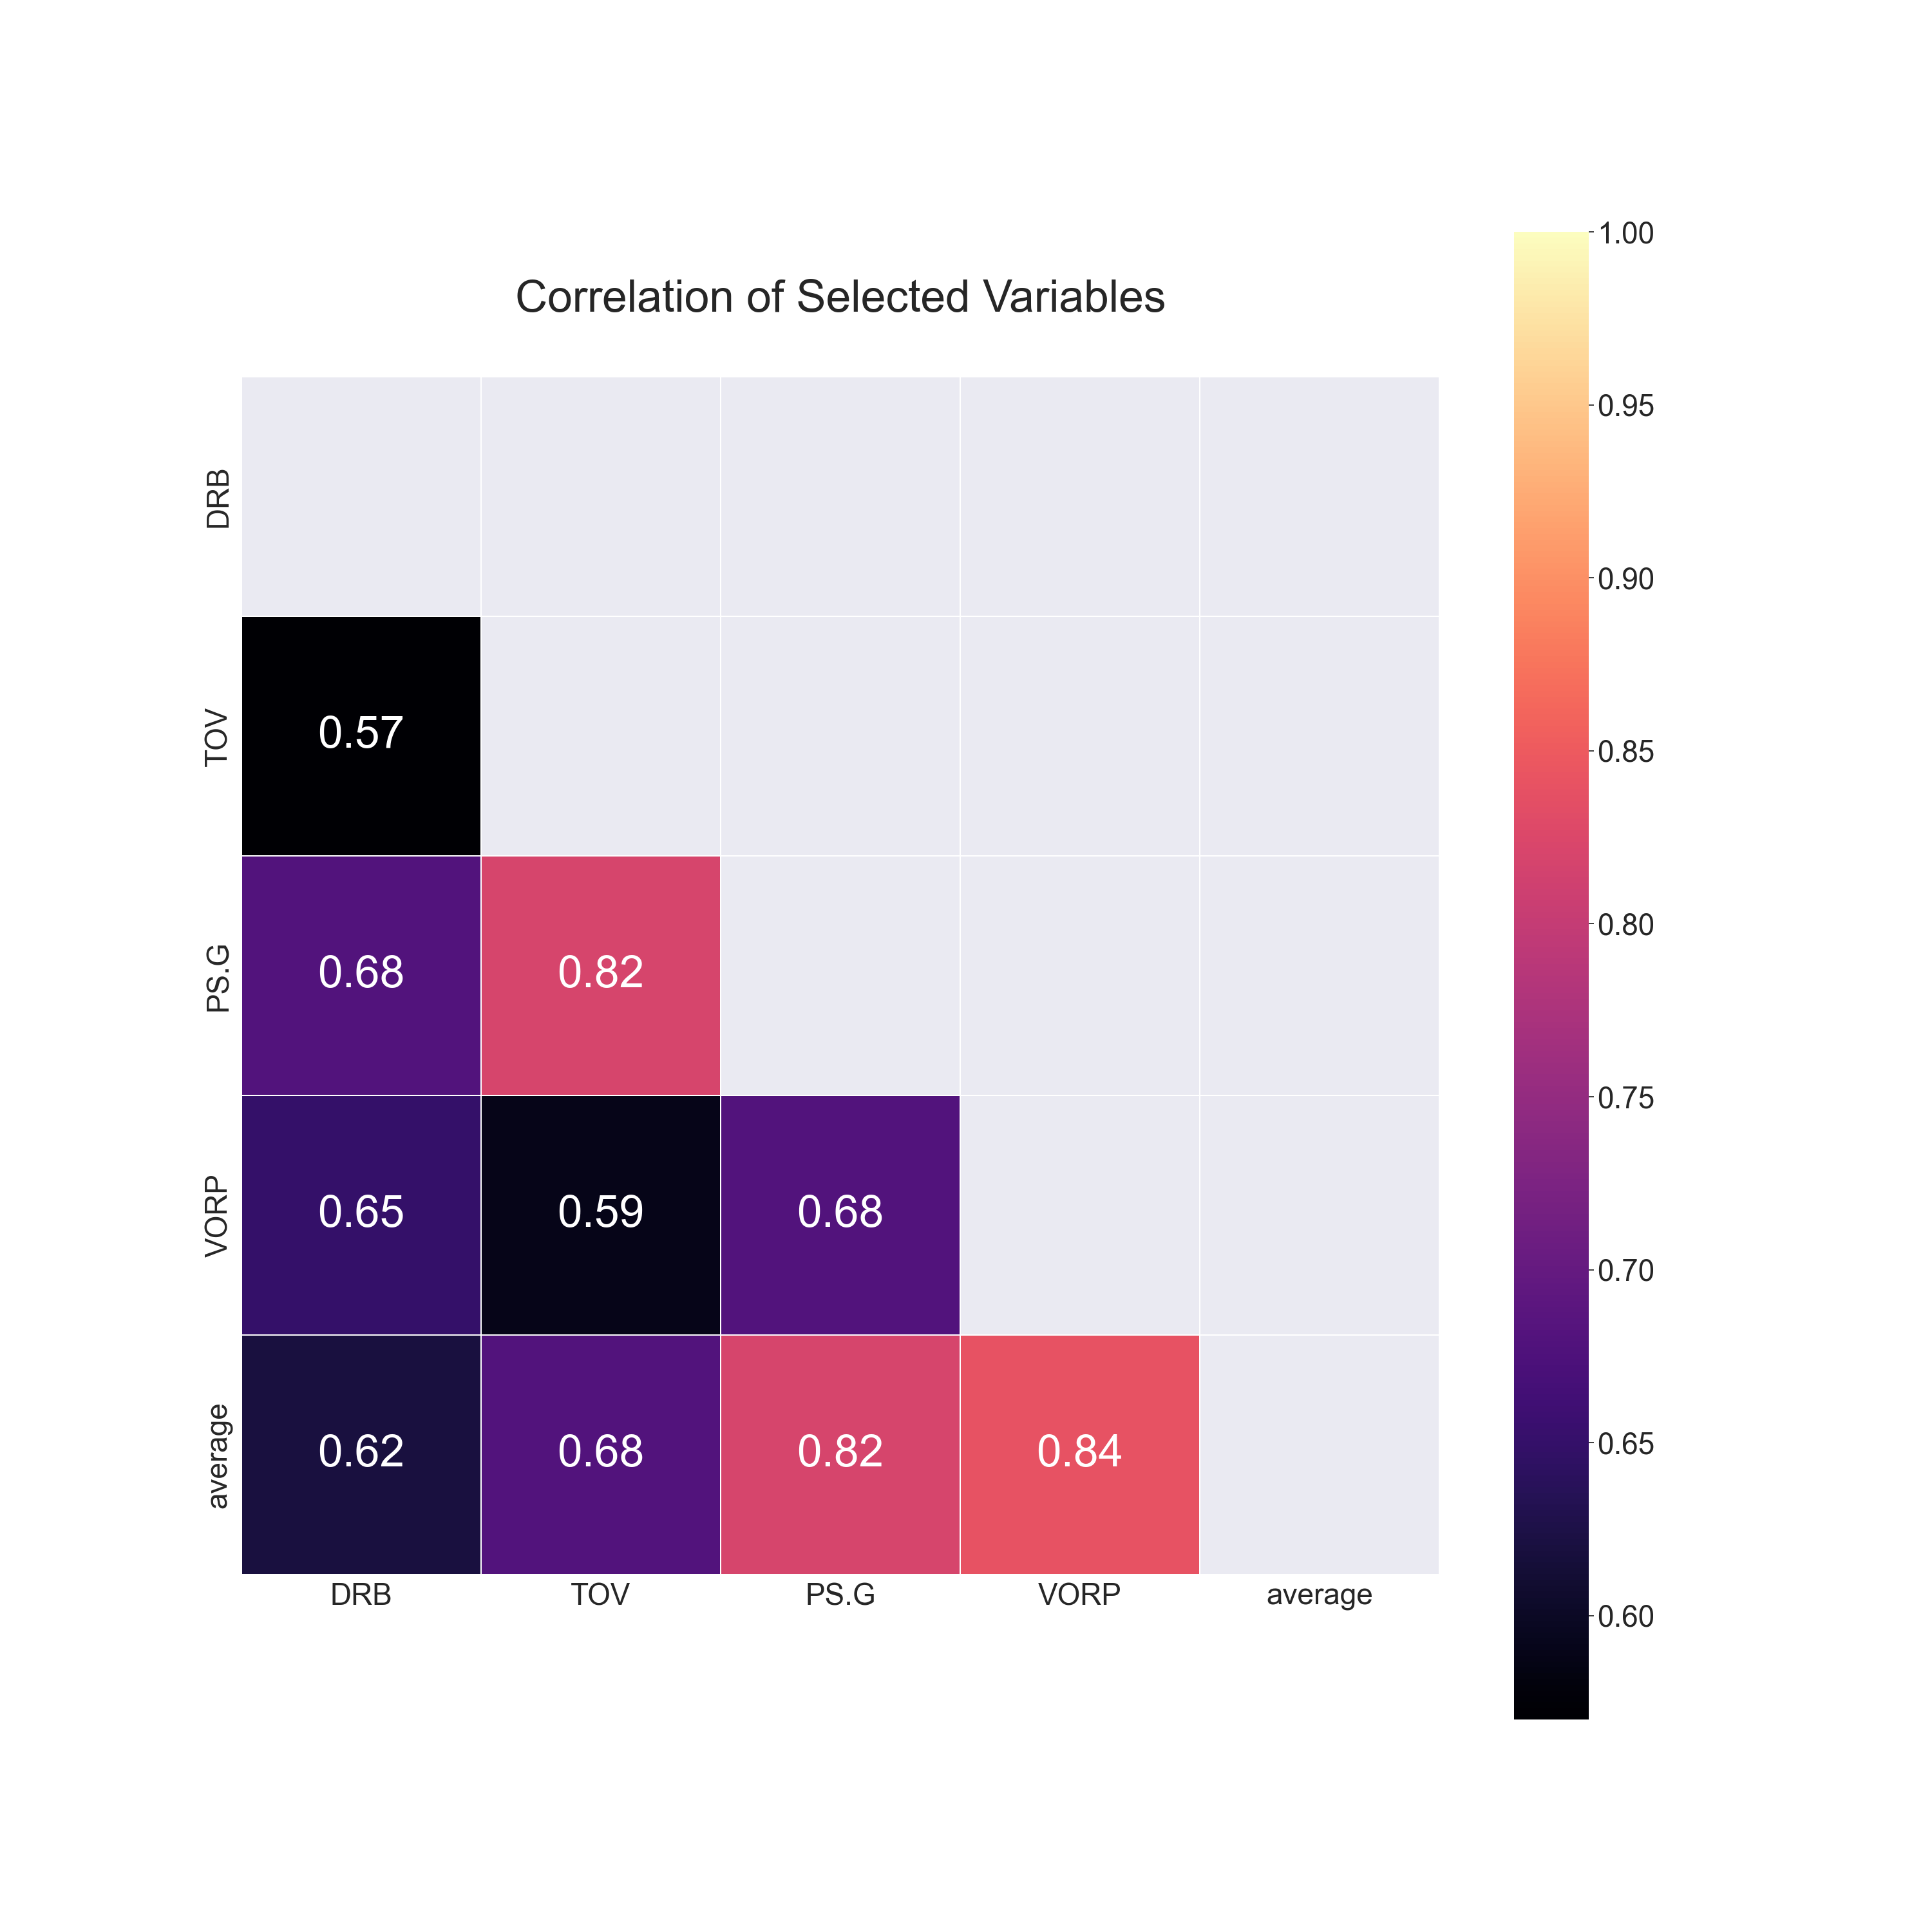 Correlation of Selected Variables
DRB
TOV
0.57
PS.G
0.68 0.82
VORP
0.65 0.59 0.68
average
0.62 0.68 0.82 0.84
DRB TOV PS.G VORP average
1.00
0.95
0.90
0.85
0.80
0.75
0.70
0.65
0.60